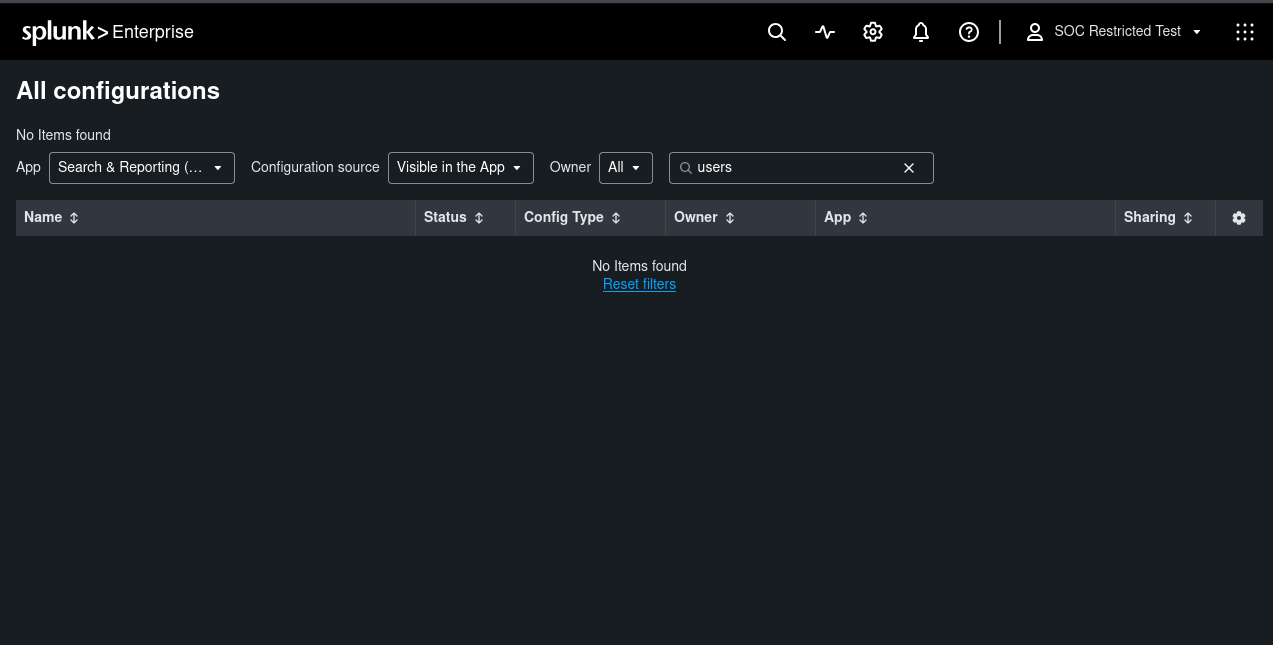 splunk> Enterprise
SOC Restricted Test
All configurations
No Items found
App Search & Reporting (... Configuration source Visible in the App Owner All users
Name Status Config Type Owner App Sharing
No Items found
Reset filters